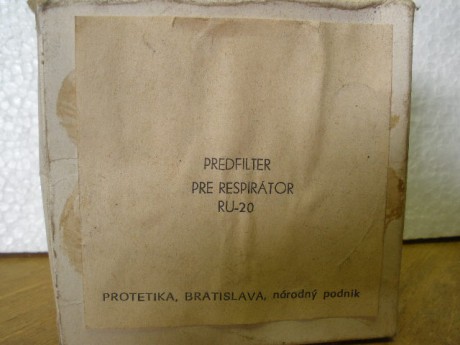 PREDFILTER
PRE RESPIRÁTOR
RU-20
PROTETIKA, BRATISLAVA, národný podnik